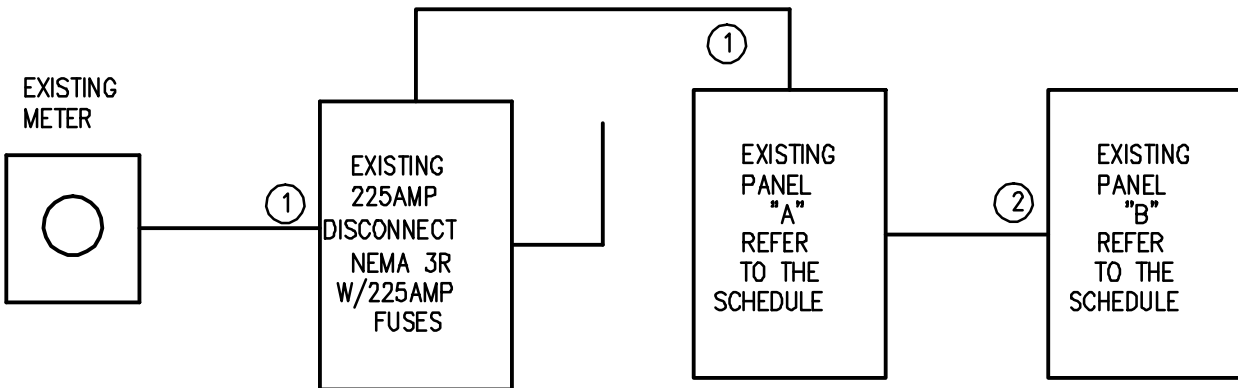 EXISTING
METER
1
EXISTING
225AMP
DISCONNECT
NEMA 3R
W/225AMP
FUSES
1
EXISTING
PANEL
"A"
REFER
TO THE
SCHEDULE
2
EXISTING
PANEL
"B"
REFER
TO THE
SCHEDULE